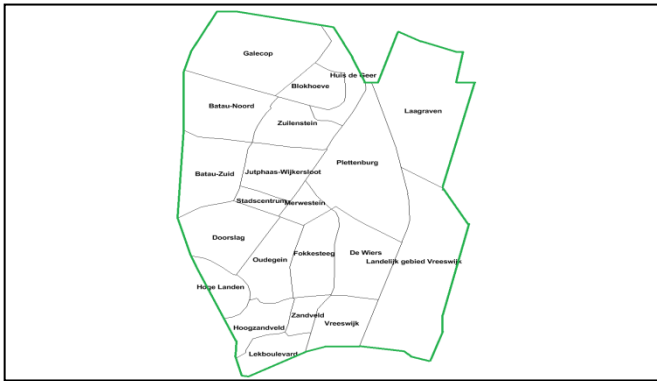 Galecop
Huis de Geer
Blokhoeve
Batau-Noord
Laagraven
Zuilenstein
Plettenburg
Batau-Zuid
Jutphaas-Wijkersloot
Stadscentrum
Merwestein
Doorslag
Fokkesteeg
De Wiers
Oudegein
Landelijk gebied Vreeswijk
Hoge Landen
Zandveld
Vreeswijk
Hoogzandveld
Lekboulevard